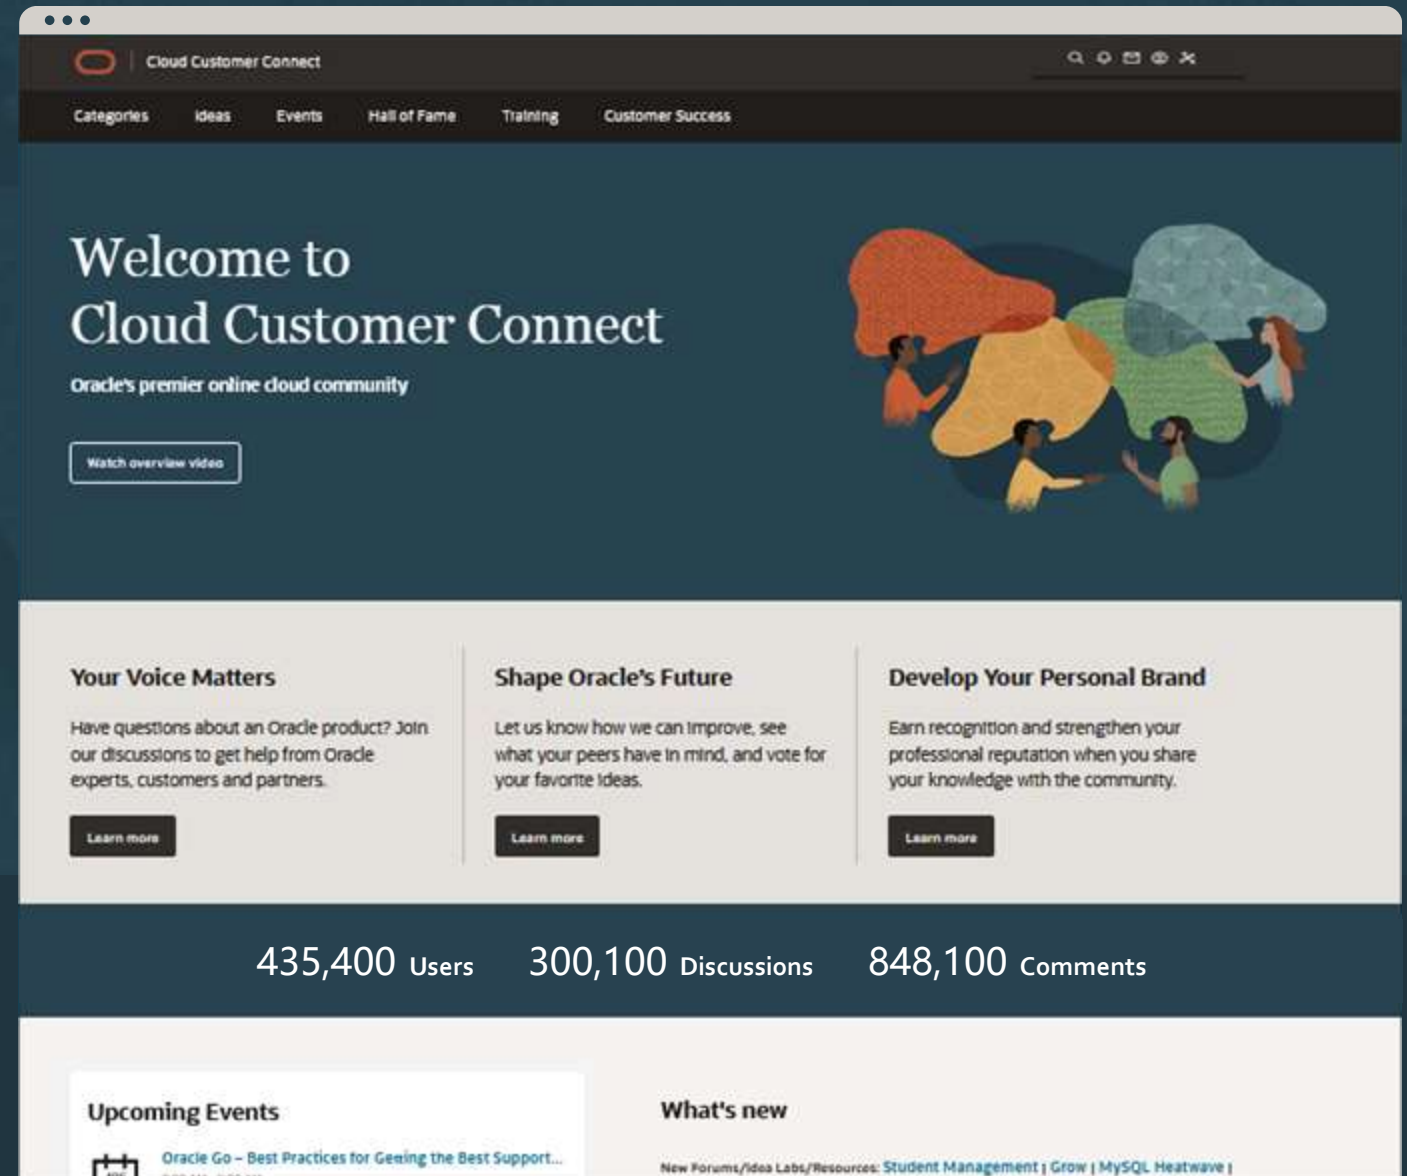 Cloud Customer Connect
Categories Ideas Events Hall of Fame Training Customer Success
Welcome to
Cloud Customer Connect
Oracle's premier online cloud community
Watch overview video
Your Voice Matters
Have questions about an Oracle product? Join
our discussions to get help from Oracle
experts, customers and partners.
Learn more
Shape Oracle's Future
Let us know how we can improve, see
what your peers have in mind, and vote for
your favorite ideas.
Learn more
Develop Your Personal Brand
Earn recognition and strengthen your
professional reputation when you share
your knowledge with the community.
Learn more
435,400 Users 300,100 Discussions 848,100 Comments
Upcoming Events
Oracle Go – Best Practices for Getting the Best Support...
What's new
New Forums/Idea Labs/Resources: Student Management | Grow | MySQL Heatwave |